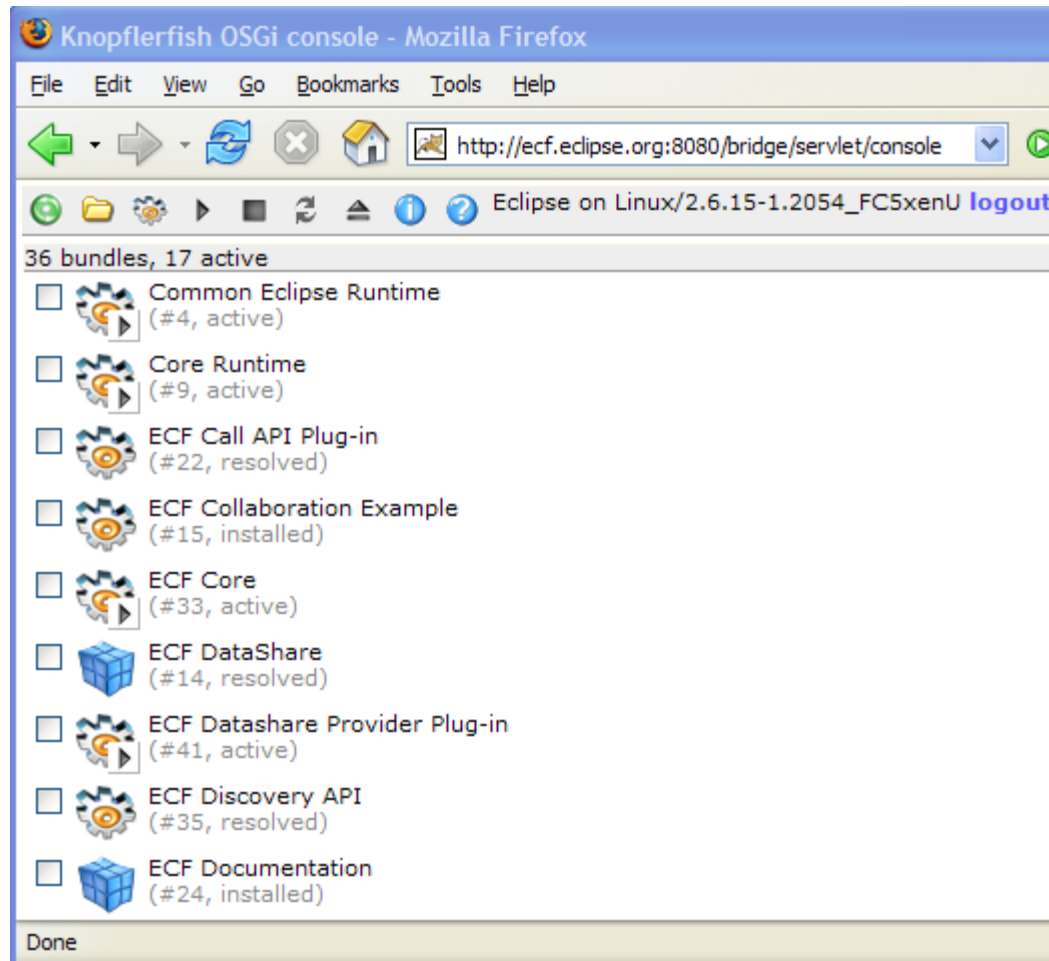 Knopflerfish OSGi console - Mozilla Firefox
File Edit View Go Bookmarks Tools Help
http://ecf.eclipse.org:8080/bridge/servlet/console
Eclipse on Linux/2.6.15-1.2054_FC5xenU logout
36 bundles, 17 active
Common Eclipse Runtime
(#4, active)
Core Runtime
(#9, active)
ECF Call API Plug-in
(#22, resolved)
ECF Collaboration Example
(#15, installed)
ECF Core
(#33, active)
ECF DataShare
(#14, resolved)
ECF Datashare Provider Plug-in
(#41, active)
ECF Discovery API
(#35, resolved)
ECF Documentation
(#24, installed)
Done